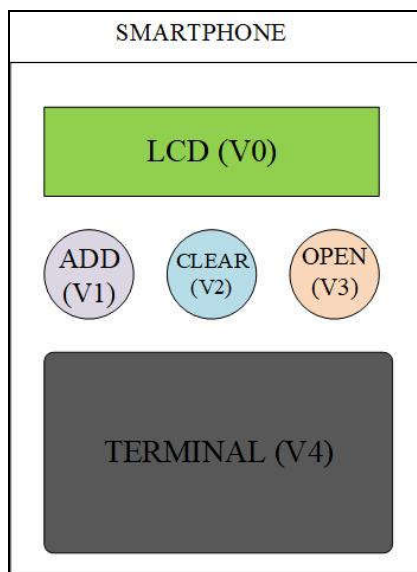 SMARTPHONE
LCD (V0)
ADD
(V1)
CLEAR
(V2)
OPEN
(V3)
TERMINAL (V4)